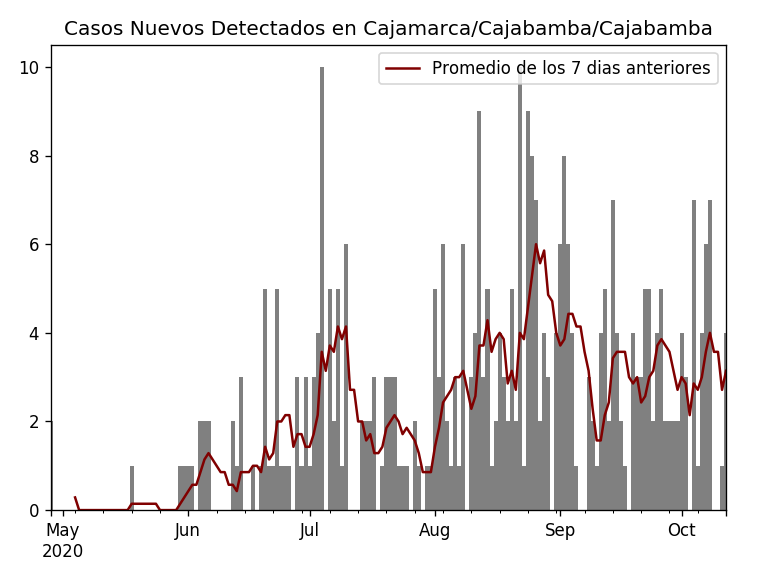 Casos Nuevos Detectados en Cajamarca/Cajabamba/Cajabamba
Promedio de los 7 dias anteriores
10
8
6
4
2
0
May Jun Jul Aug Sep Oct
2020